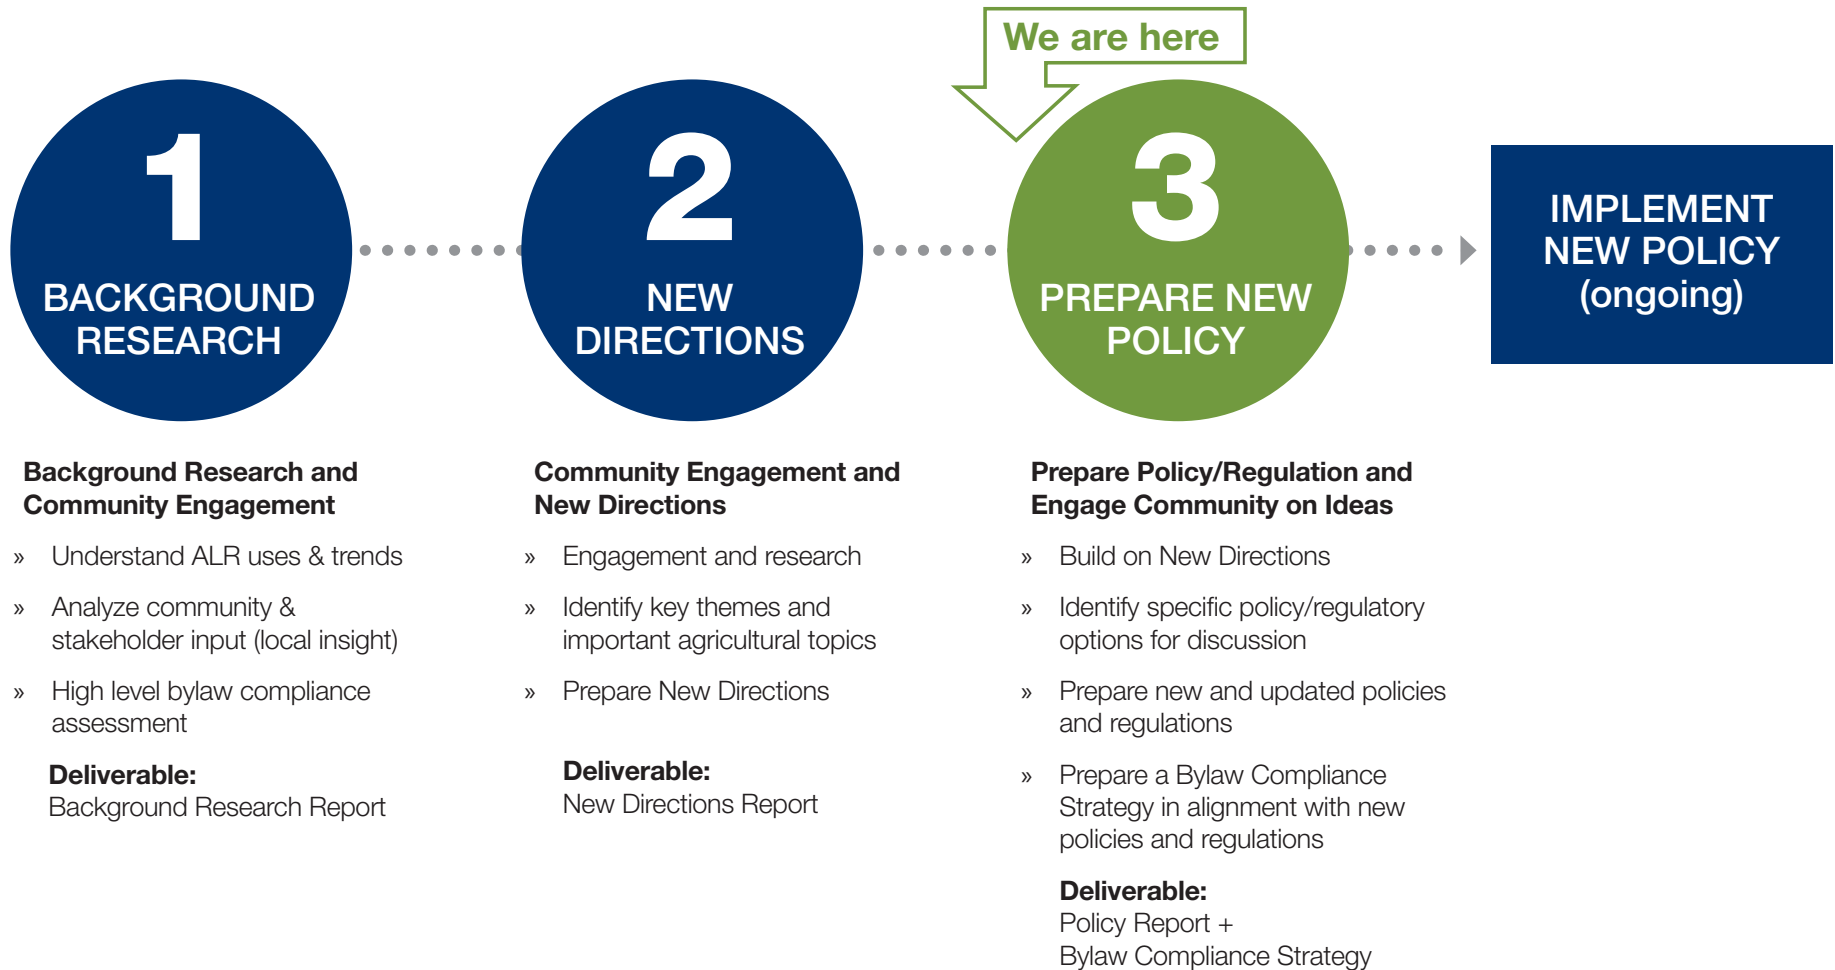 We are here
1
BACKGROUND
RESEARCH
2
NEW
DIRECTIONS
3
PREPARE NEW
POLICY
IMPLEMENT
NEW POLICY
(ongoing)
Background Research and
Community Engagement
» Understand ALR uses & trends
» Analyze community &
stakeholder input (local insight)
» High level bylaw compliance
assessment
Deliverable:
Background Research Report
Community Engagement and
New Directions
» Engagement and research
» Identify key themes and
important agricultural topics
» Prepare New Directions
Deliverable:
New Directions Report
Prepare Policy/Regulation and
Engage Community on Ideas
» Build on New Directions
» Identify specific policy/regulatory
options for discussion
» Prepare new and updated policies
and regulations
» Prepare a Bylaw Compliance
Strategy in alignment with new
policies and regulations
Deliverable:
Policy Report +
Bylaw Compliance Strategy